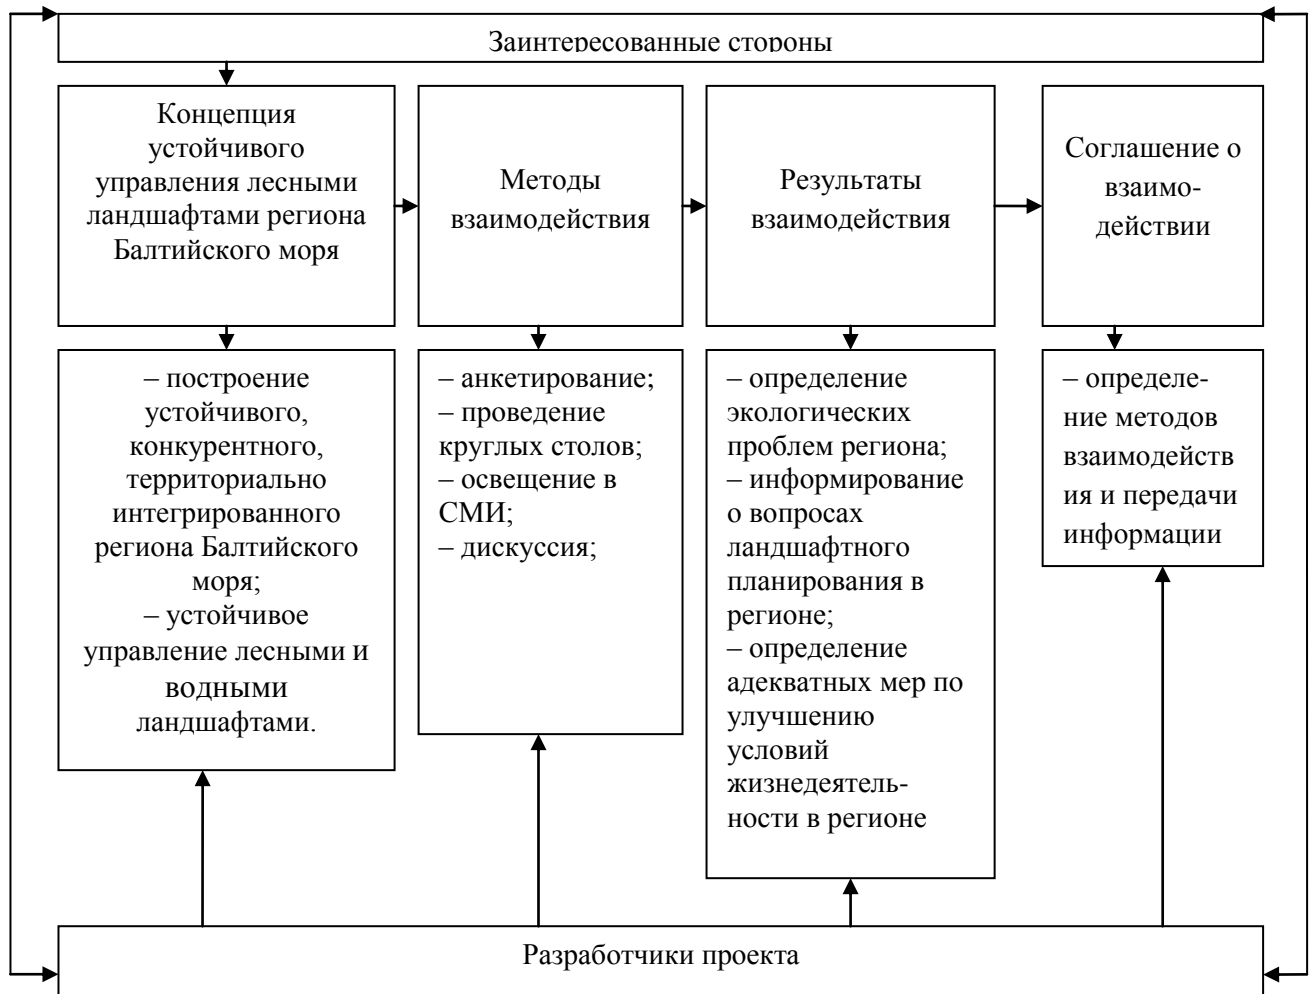 Заинтересованные стороны
Концепция
устойчивого
управления лесными
ландшафтами региона
Балтийского моря
Методы
взаимодействия
Результаты
взаимодействия
Соглашение о
взаимо-
действии
– построение
устойчивого,
конкурентного,
территориально
интегрированного
региона Балтийского
моря;
– устойчивое
управление лесными и
водными
ландшафтами.
– анкетирование;
– проведение
круглых столов;
– освещение в
СМИ;
– дискуссия;
– определение
экологических
проблем региона;
– информирование
о вопросах
ландшафтного
планирования в
регионе;
– определение
адекватных мер по
улучшению
условий
жизнедеятель-
ности в регионе
– определе-
ние методов
взаимодейств
ия и передачи
информации
Разработчики проекта